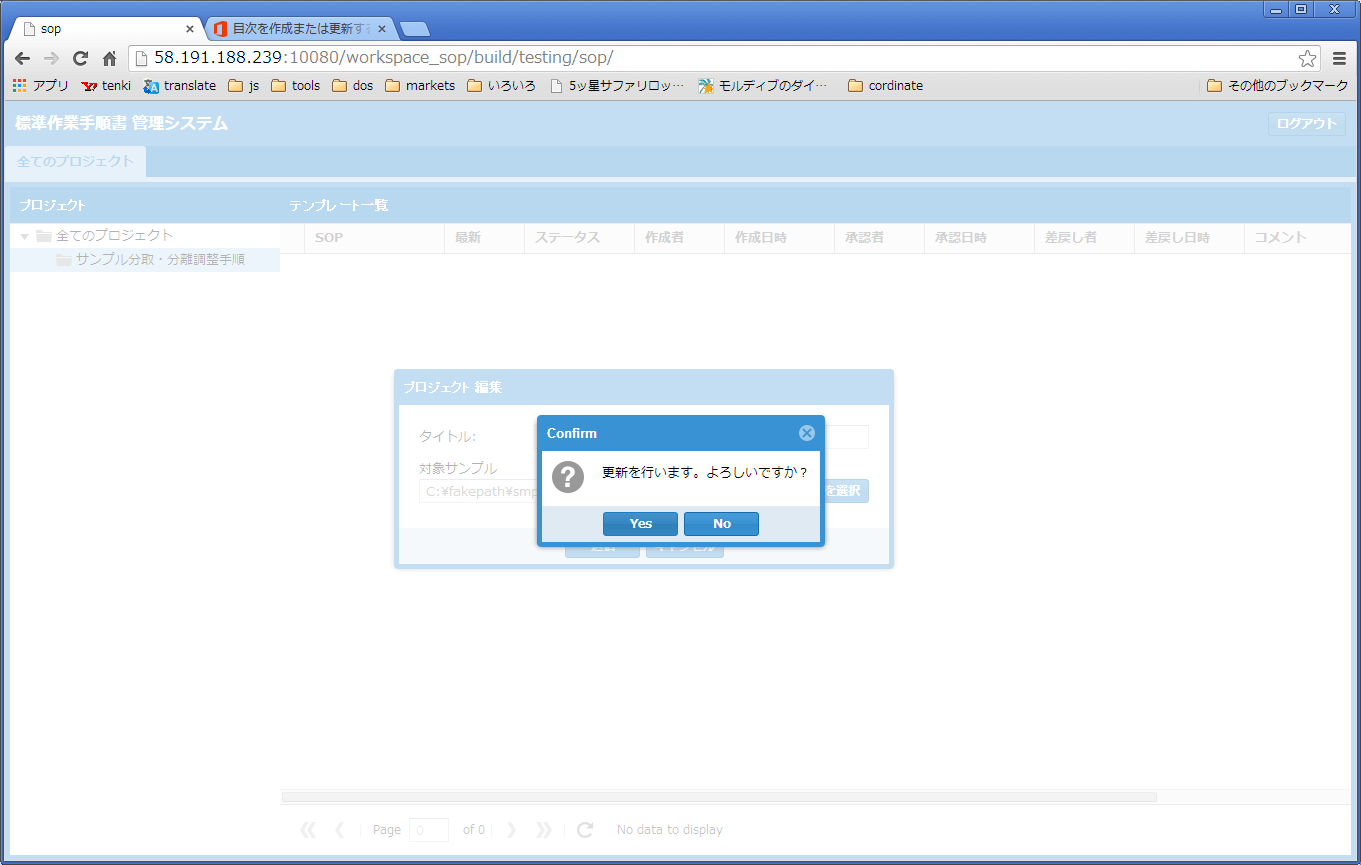 sop
目次を作成または更新す
58.191.188.239:10080/workspace_sop/build/testing/sop/
アプリ tenki translate js tools dos markets いろいろ 5ッ星サファリロッ… モルディブのダイ… cordinate その他のブックマーク
標準作業手順書 管理システム ログアウト
全てのプロジェクト
プロジェクト テンプレート一覧
全てのプロジェクト SOP 最新 ステータス 作成者 作成日時 承認者 承認日時 差戻し者 差戻し日時 コメント
サンプル分取・分離調整手順
プロジェクト 編集
タイトル:
対象サンプル
C:¥fakepath¥smp を選択
Confirm
更新を行います。よろしいですか？
Yes No
Page 0 of 0 No data to display